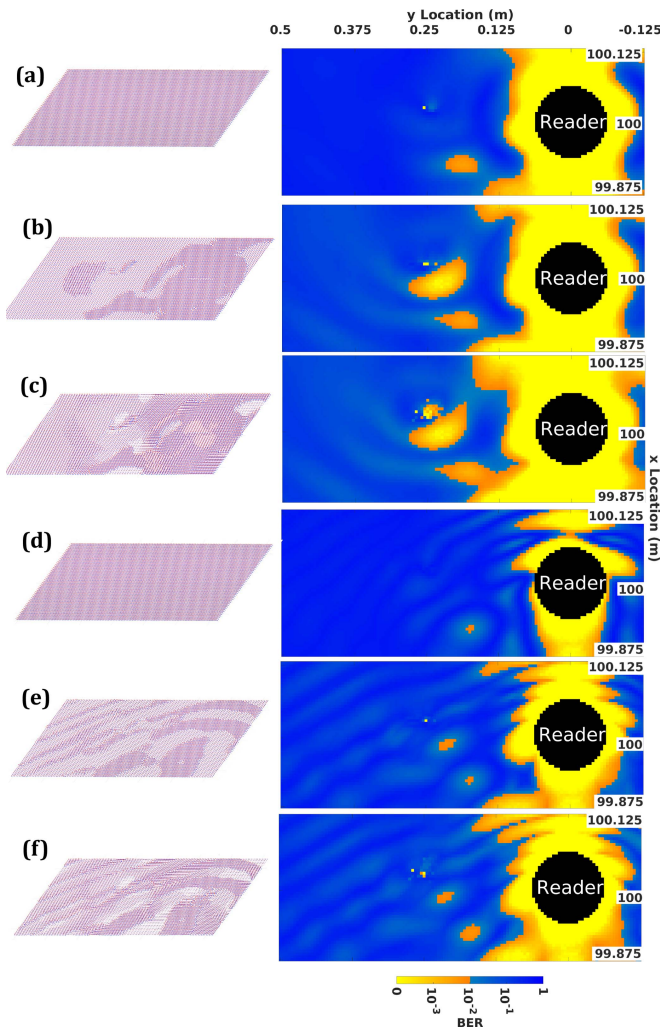 y Location (m)
0.5 0.375 0.25 0.125 0 -0.125
(a)
100.125
Reader
100
99.875
(b)
100.125
Reader
100
99.875
(c)
100.125
Reader
100
99.875
x Location (m)
(d)
100.125
Reader
100
99.875
(e)
100.125
Reader
100
99.875
(f)
100.125
Reader
100
99.875
0 10-3 10-2 10-1 1
BER